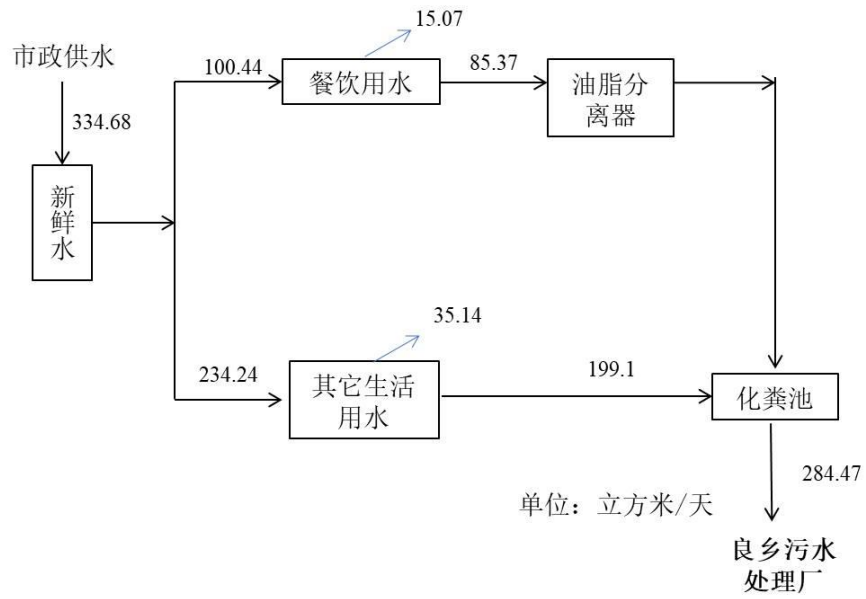 15.07
市政供水
100.44
餐饮用水
85.37
油脂分
离器
334.68
新
鲜
水
35.14
234.24
其它生活
用水
199.1
化粪池
284.47
单位：立方米/天
良乡污水
处理厂